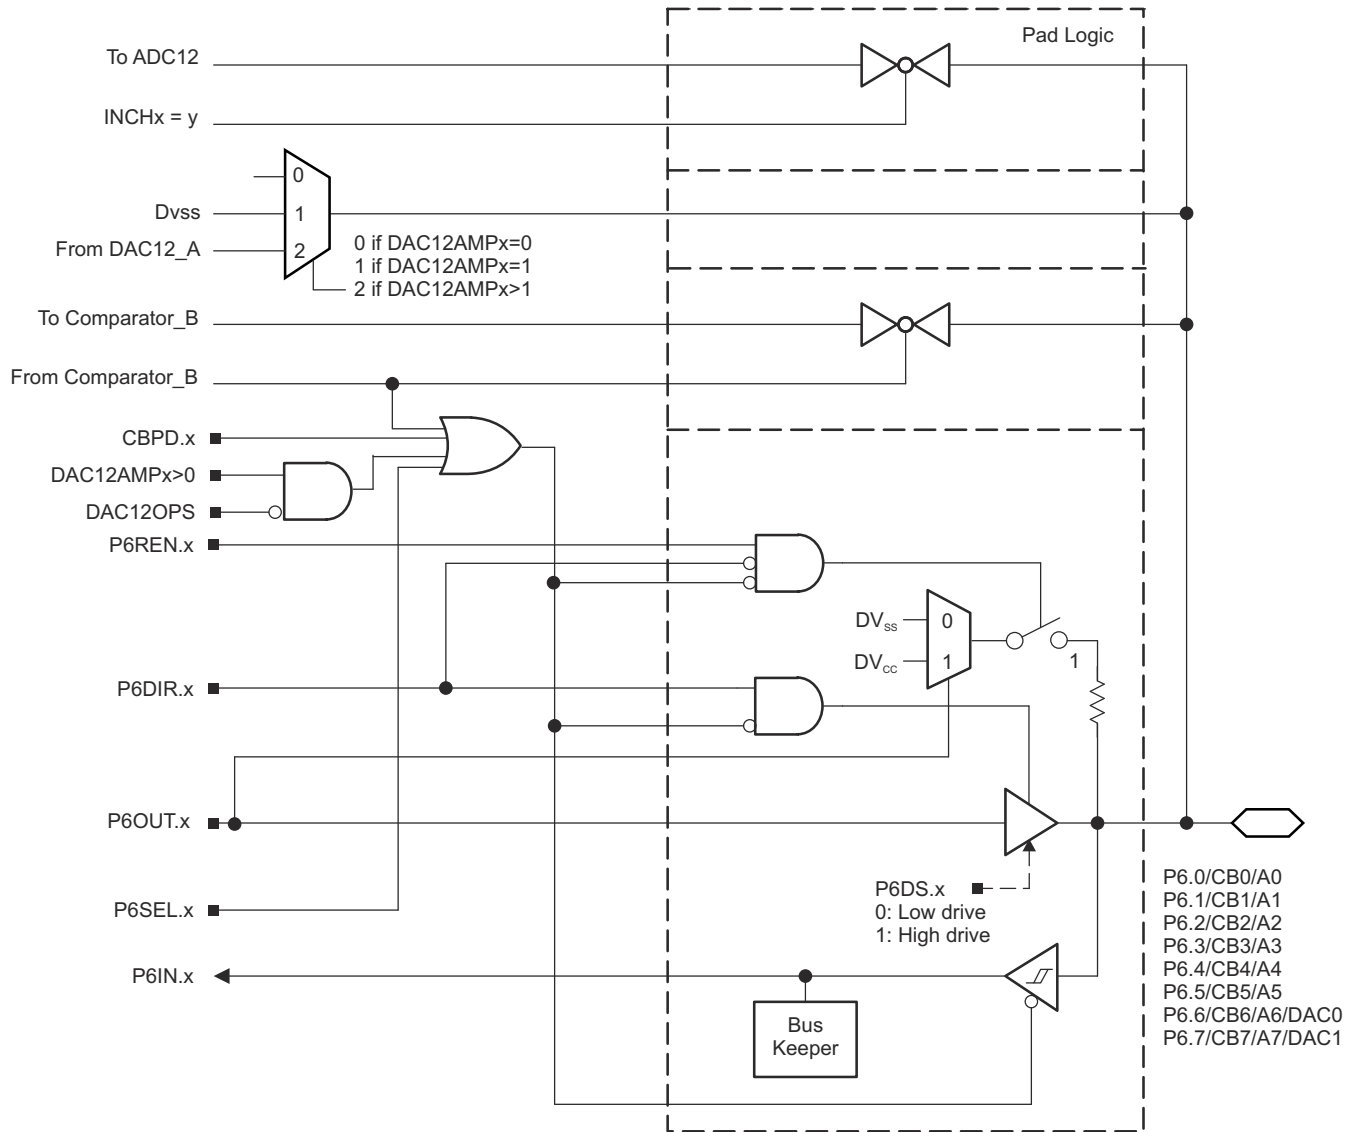 Pad Logic
To ADC12
INCHx = y
0
Dvss
1
From DAC12_A
2
0 if DAC12AMPx=0
1 if DAC12AMPx=1
2 if DAC12AMPx>1
To Comparator_B
From Comparator_B
CBPD.x
DAC12AMPx>0
DAC12OPS
P6REN.x
DVss
0
DVcc
1
1
P6DIR.x
P6OUT.x
P6DS.x
0: Low drive
1: High drive
P6SEL.x
P6IN.x
Bus
Keeper
P6.0/CB0/A0
P6.1/CB1/A1
P6.2/CB2/A2
P6.3/CB3/A3
P6.4/CB4/A4
P6.5/CB5/A5
P6.6/CB6/A6/DAC0
P6.7/CB7/A7/DAC1